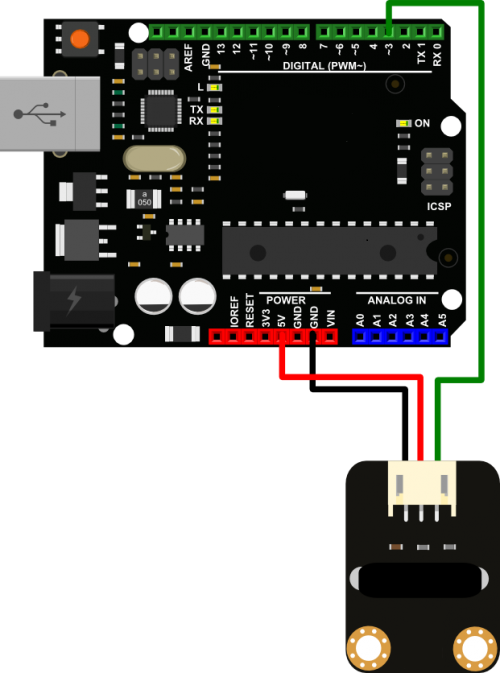 AREF
GND
13
12
~11
~10
~9
8
7
~6
~5
4
~3
2
TX 1
RX 0
DIGITAL (PWM~)
L
TX
RX
ON
a
050
ICSP
POWER
ANALOG IN
IOREF
RESET
3V3
5V
GND
GND
VIN
A0
A1
A2
A3
A4
A5